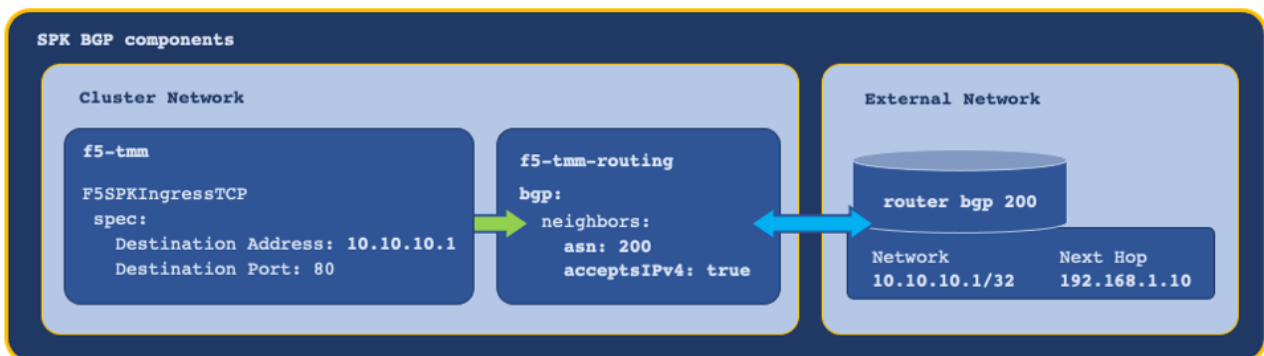 SPK BGP components
Cluster Network
f5-tmm
F5SPKIngressTCP
spec:
Destination Address: 10.10.10.1
Destination Port: 80
f5-tmm-routing
bgp:
neighbors:
asn: 200
acceptsIPv4: true
External Network
router bgp 200
Network Next Hop
10.10.10.1/32 192.168.1.10